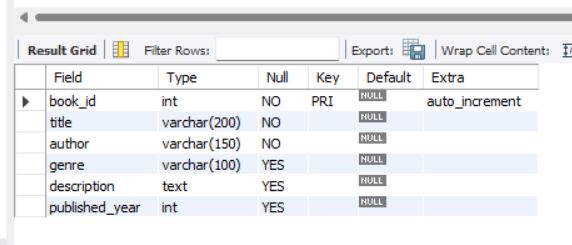 Result Grid Filter Rows: Export: Wrap Cell Content:
Field Type Null Key Default Extra
book_id int NO PRI NULL auto_increment
title varchar(200) NO NULL
author varchar(150) NO NULL
genre varchar(100) YES NULL
description text YES NULL
published_year int YES NULL